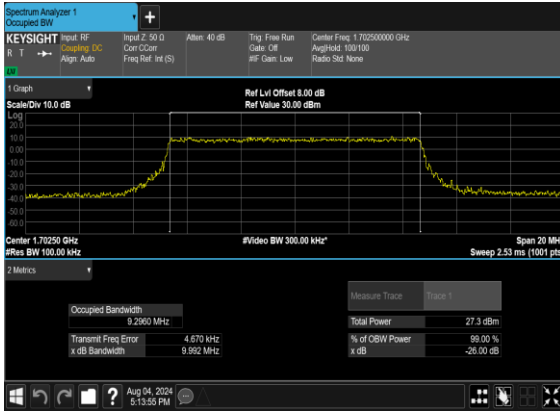 Spectrum Analyzer 1
Occupied BW
+
KEYSIGHT
R T
Input: RF
Coupling: DC
Align: Auto
Input Z: 50 Ω
Corr CCorr
Freq Ref: Int (S)
Atten: 40 dB
Trig: Free Run
Gate: Off
#IF Gain: Low
Center Freq: 1.702500000 GHz
Avg|Hold: 100/100
Radio Std: None
1 Graph
Scale/Div 10.0 dB
Ref Lvl Offset 8.00 dB
Ref Value 30.00 dBm
Log
20.0
10.0
0.00
-10.0
-20.0
-30.0
-40.0
-50.0
-60.0
Center 1.70250 GHz
#Res BW 100.00 kHz
#Video BW 300.00 kHz*
Span 20 MH
Sweep 2.53 ms (1001 pts
2 Metrics
Measure Trace
Trace 1
Occupied Bandwidth
9.2960 MHz
Total Power
27.3 dBm
Transmit Freq Error
4.670 kHz
% of OBW Power
99.00 %
x dB Bandwidth
9.992 MHz
x dB
-26.00 dB
?
Aug 04, 2024
5:13:55 PM